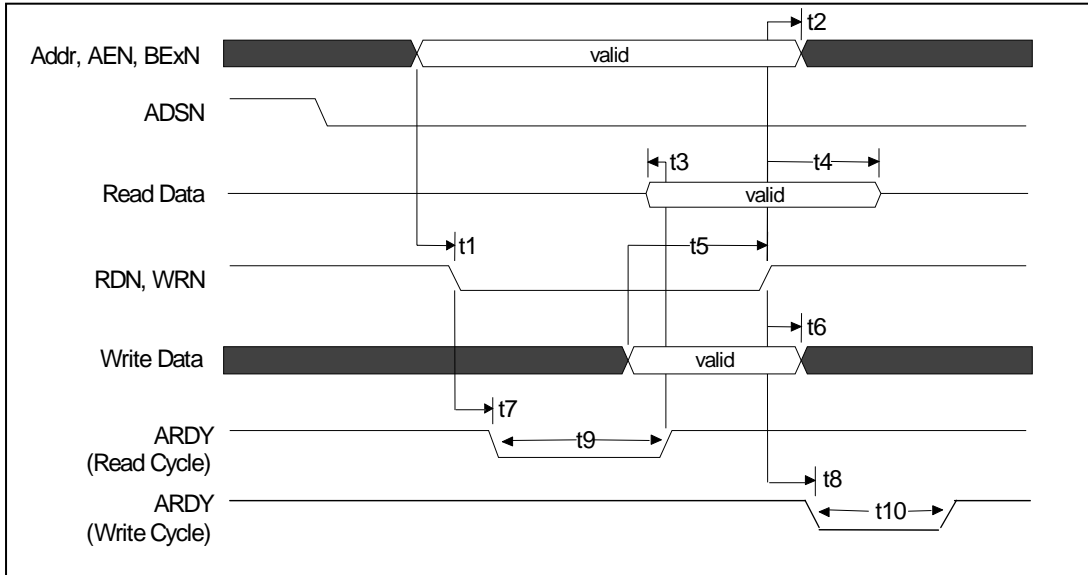 t2
Addr, AEN, BExN
valid
ADSN
t3
t4
Read Data
valid
t1
t5
RDN, WRN
t6
Write Data
valid
t7
ARDY
(Read Cycle)
t9
t8
ARDY
(Write Cycle)
t10